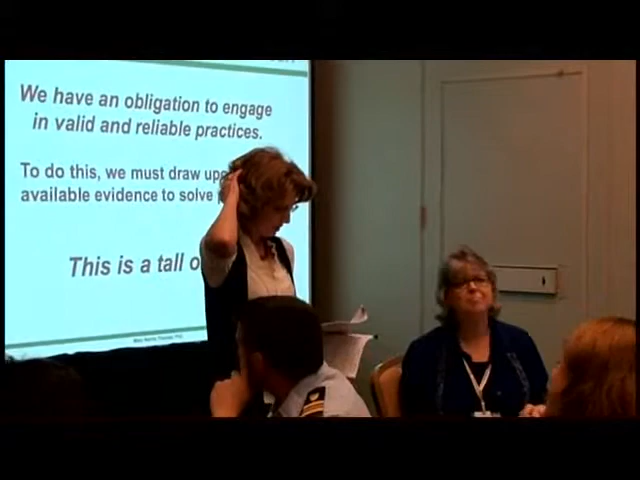 We have an obligation to engage
in valid and reliable practices.
To do this, we must draw
available evidence to solve
This is a tall